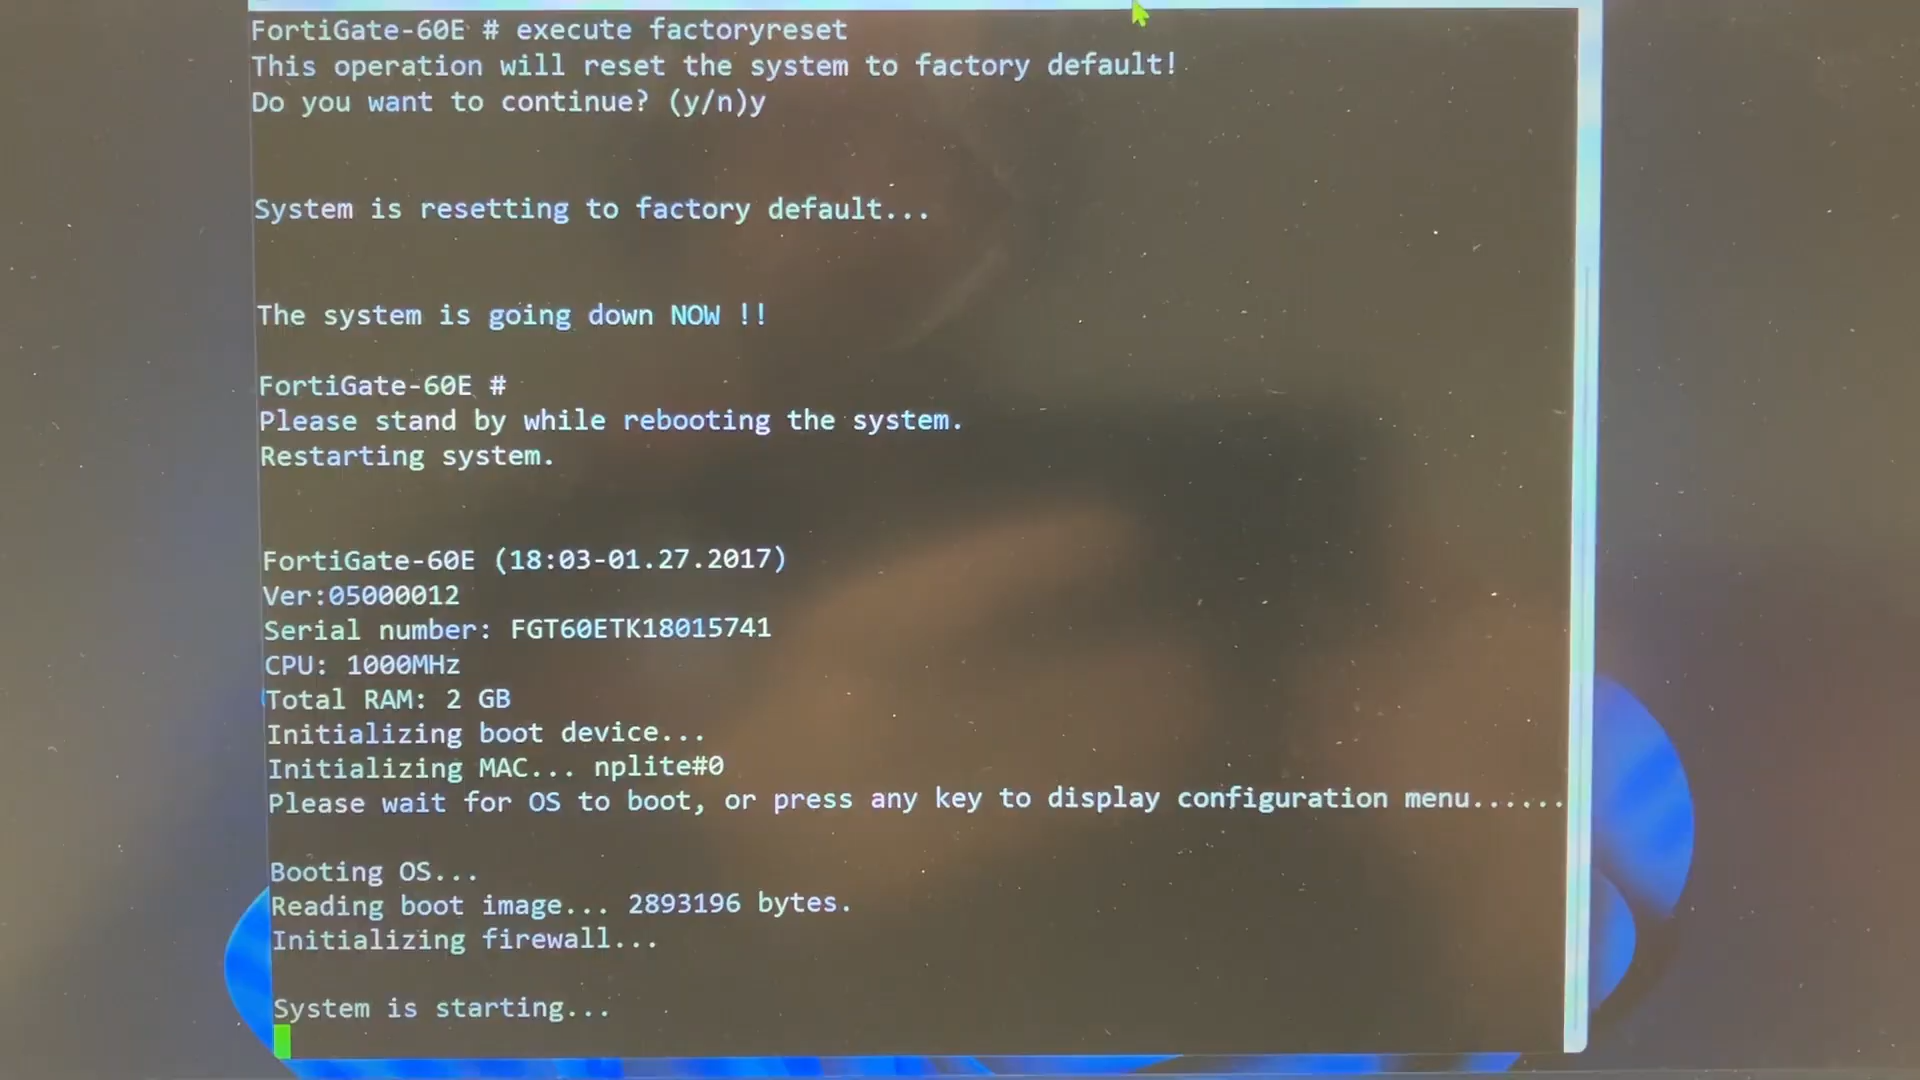 FortiGate-60E # execute factoryreset
This operation will reset the system to factory default!
Do you want to continue? (y/n)y
System is resetting to factory default...
The system is going down NOW !!
FortiGate-60E #
Please stand by while rebooting the system.
Restarting system.
FortiGate-60E (18:03-01.27.2017)
Ver:05000012
Serial number: FGT60ETK18015741
CPU: 1000MHz
Total RAM: 2 GB
Initializing boot device...
Initializing MAC... nplite#0
Please wait for OS to boot, or press any key to display configuration menu......
Booting OS...
Reading boot image... 2893196 bytes.
Initializing firewall...
System is starting...